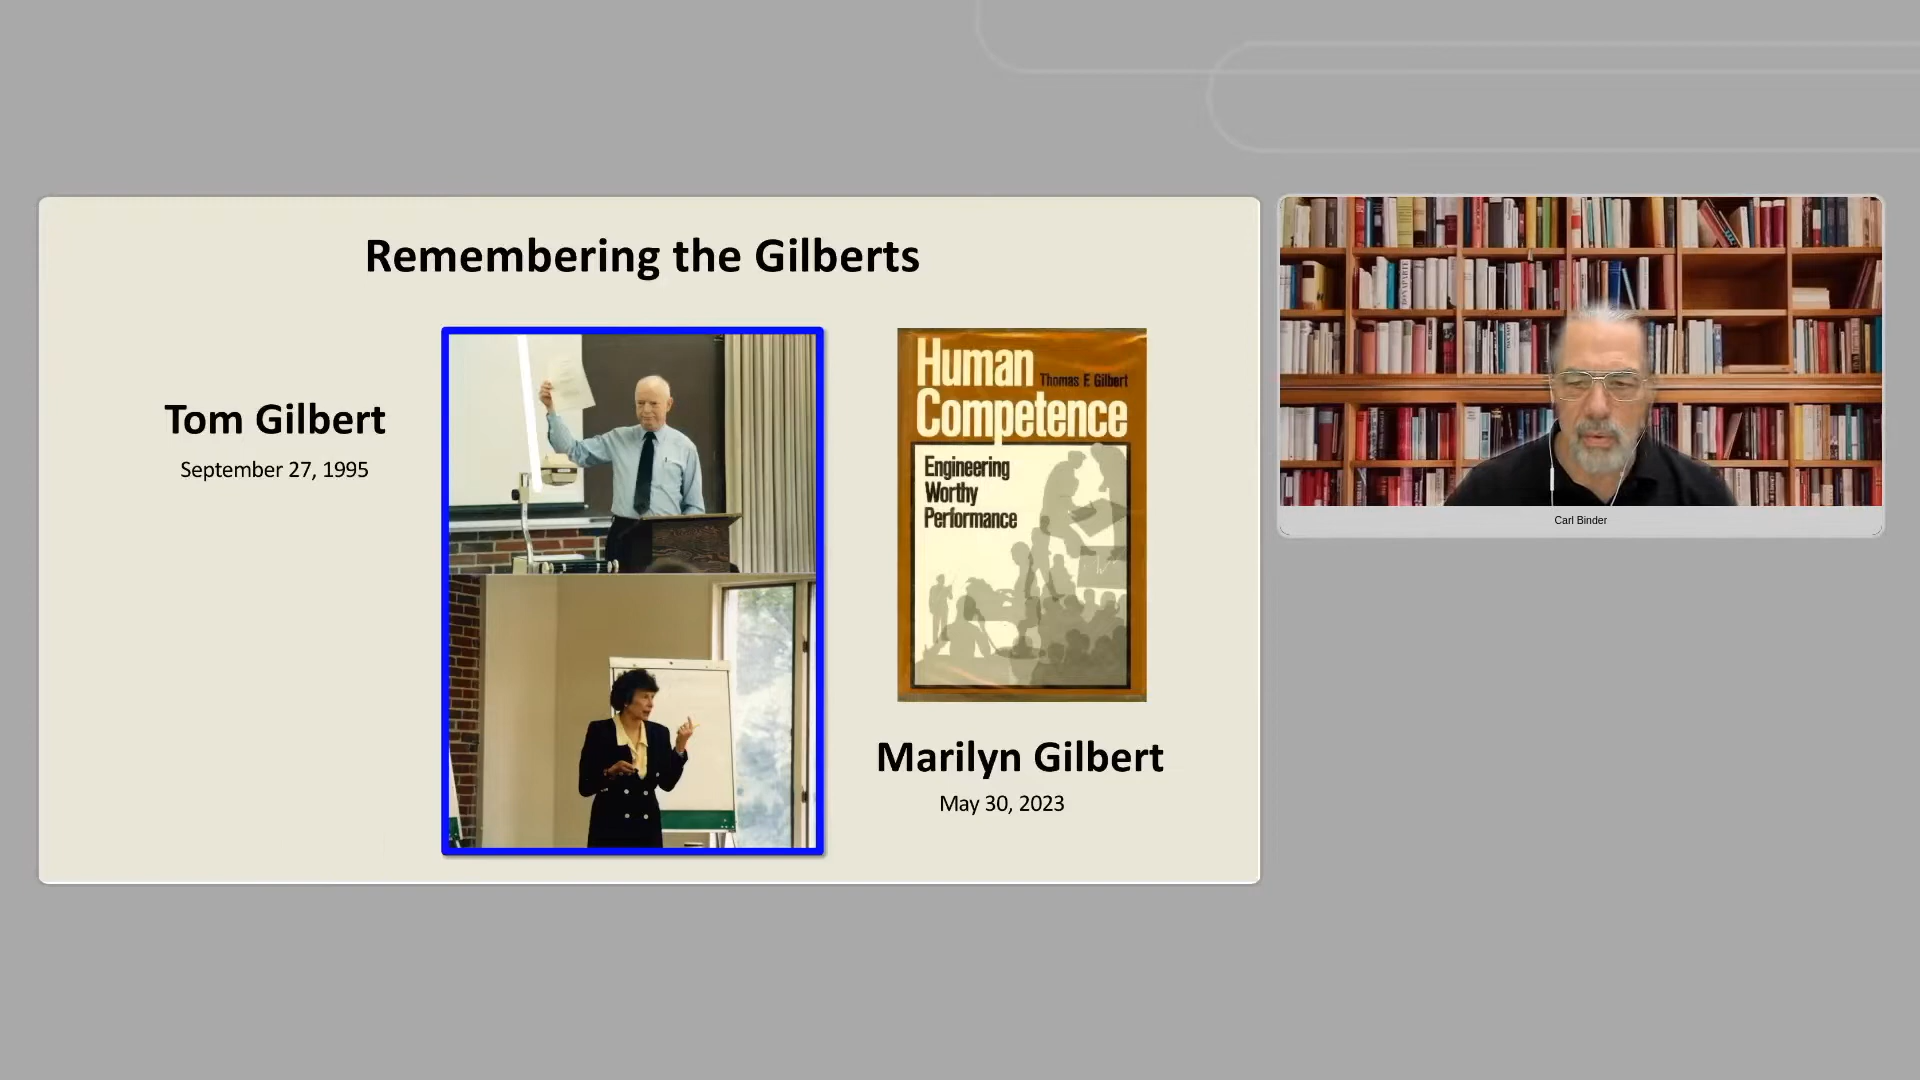 Remembering the Gilberts
Tom Gilbert
September 27, 1995
Human
Thomas F. Gilbert
Competence
Engineering
Worthy
Performance
Marilyn Gilbert
May 30, 2023
Carl Binder